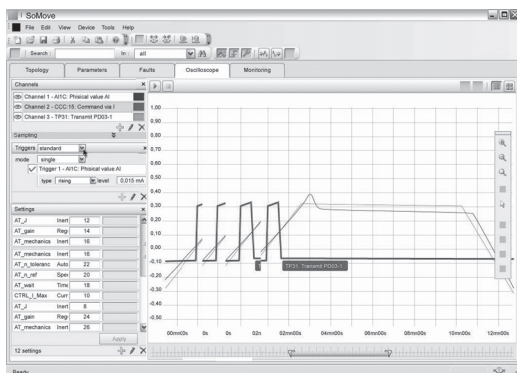 SoMove
File Edit View Device Tools Help
Search: In: all
Topology Parameters Faults Oscilloscope Monitoring
Channels
Channel 1 - AI1C: Phisical value AI
Channel 2 - CCC:15: Command via I
Channel 3 - TP31: Transmit PD03-1
Sampling
Triggers standard
mode single
Trigger 1 - AI1C: Phisical value AI
type rising level 0.015 mA
Settings
AT_J Inert 12
AT_gain Reg 14
AT_mechanics Inert 16
AT_mechanics Inert 16
AT_n_toleranc Auto 22
AT_n_ref Spee 20
AT_wait Time 18
CTRL_I_Max Curr 10
AT_J Inert 8
AT_gain Reg 24
AT_mechanics Inert 26
Apply
12 settings
1,00
0,90
0,80
0,70
0,60
0,50
0,40
0,30
0,20
0,10
0,00
-0,10
-0,20
-0,30
-0,40
-0,50
TP31: Transmit PD03-1
00mn0s 0s 0s 02n 02mn00s 04mn00s 06mn00s 08mn00s 10mn00s 12mn00s
Ready